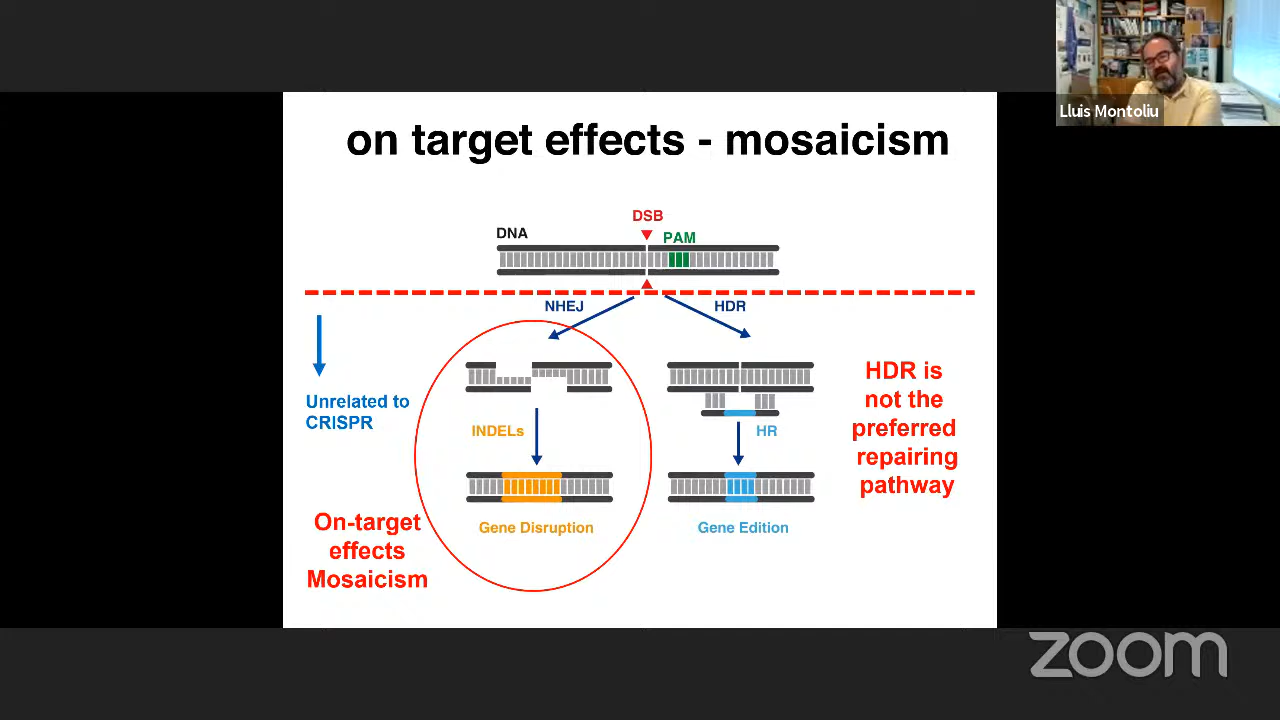 Lluis Montoliu
on target effects - mosaicism
DSB
DNA
PAM
NHEJ
HDR
Unrelated to
CRISPR
INDELs
HR
HDR is
not the
preferred
repairing
pathway
On-target
effects
Mosaicism
Gene Disruption
Gene Edition
zoom